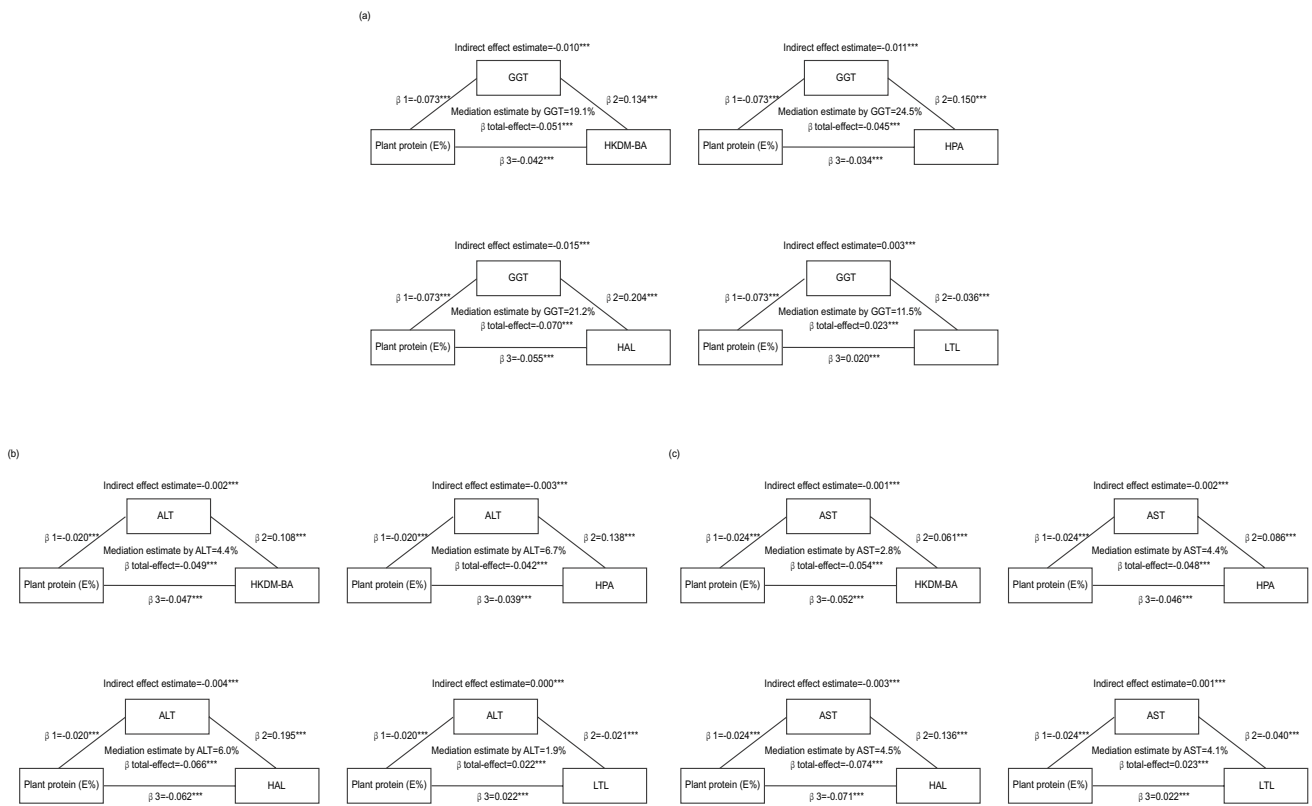 (a)
Indirect effect estimate=-0.010***
GGT
β 1=-0.073***
β 2=0.134***
Mediation estimate by GGT=19.1%
β total-effect=-0.051***
Plant protein (E%)
HKDM-BA
β 3=-0.042***
Indirect effect estimate=-0.011***
GGT
β 1=-0.073***
β 2=0.150***
Mediation estimate by GGT=24.5%
β total-effect=-0.045***
Plant protein (E%)
HPA
β 3=-0.034***
Indirect effect estimate=-0.015***
GGT
β 1=-0.073***
β 2=0.204***
Mediation estimate by GGT=21.2%
β total-effect=-0.070***
Plant protein (E%)
HAL
β 3=-0.055***
Indirect effect estimate=0.003***
GGT
β 1=-0.073***
β 2=-0.036***
Mediation estimate by GGT=11.5%
β total-effect=0.023***
Plant protein (E%)
LTL
β 3=0.020***
(b)
Indirect effect estimate=-0.002***
ALT
β 1=-0.020***
β 2=0.108***
Mediation estimate by ALT=4.4%
β total-effect=-0.049***
Plant protein (E%)
HKDM-BA
β 3=-0.047***
Indirect effect estimate=-0.003***
ALT
β 1=-0.020***
β 2=0.138***
Mediation estimate by ALT=6.7%
β total-effect=-0.042***
Plant protein (E%)
HPA
β 3=-0.039***
Indirect effect estimate=-0.004***
ALT
β 1=-0.020***
β 2=0.195***
Mediation estimate by ALT=6.0%
β total-effect=-0.066***
Plant protein (E%)
HAL
β 3=-0.062***
Indirect effect estimate=0.000***
ALT
β 1=-0.020***
β 2=-0.021***
Mediation estimate by ALT=1.9%
β total-effect=0.022***
Plant protein (E%)
LTL
β 3=0.022***
(c)
Indirect effect estimate=-0.001***
AST
β 1=-0.024***
β 2=0.061***
Mediation estimate by AST=2.8%
β total-effect=-0.054***
Plant protein (E%)
HKDM-BA
β 3=-0.052***
Indirect effect estimate=-0.002***
AST
β 1=-0.024***
β 2=0.086***
Mediation estimate by AST=4.4%
β total-effect=-0.048***
Plant protein (E%)
HPA
β 3=-0.046***
Indirect effect estimate=-0.003***
AST
β 1=-0.024***
β 2=0.136***
Mediation estimate by AST=4.5%
β total-effect=-0.074***
Plant protein (E%)
HAL
β 3=-0.071***
Indirect effect estimate=0.001***
AST
β 1=-0.024***
β 2=-0.040***
Mediation estimate by AST=4.1%
β total-effect=0.023***
Plant protein (E%)
LTL
β 3=0.022***